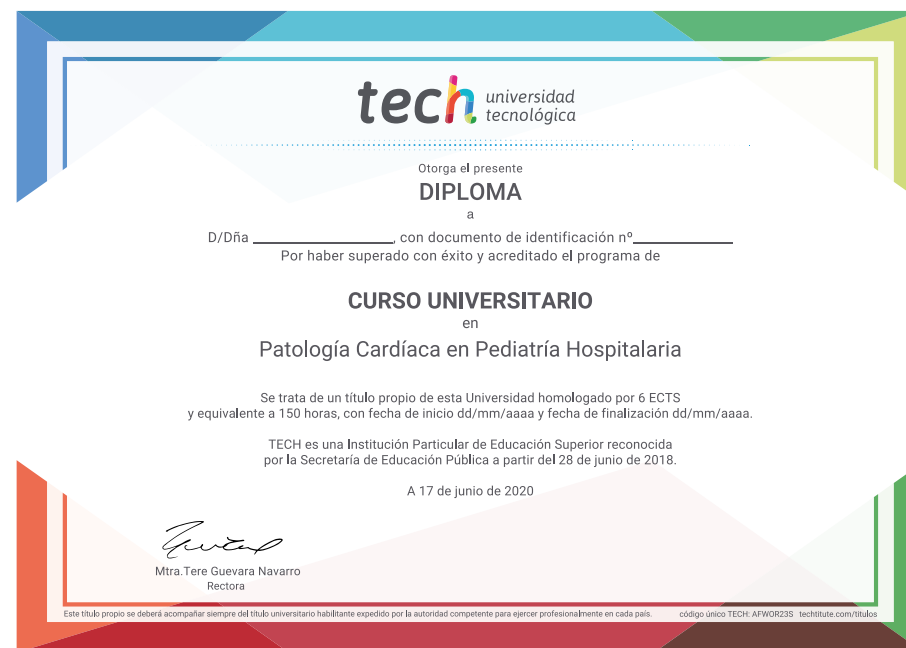 tech universidad
tecnológica
Otorga el presente
DIPLOMA
a
D/Dña ____________________, con documento de identificación nº______________
Por haber superado con éxito y acreditado el programa de
CURSO UNIVERSITARIO
en
Patología Cardíaca en Pediatría Hospitalaria
Se trata de un título propio de esta Universidad homologado por 6 ECTS
y equivalente a 150 horas, con fecha de inicio dd/mm/aaaa y fecha de finalización dd/mm/aaaa.
TECH es una Institución Particular de Educación Superior reconocida
por la Secretaría de Educación Pública a partir del 28 de junio de 2018.
A 17 de junio de 2020
Mtra.Tere Guevara Navarro
Rectora
Este título propio se deberá acompañar siempre del título universitario habilitante expedido por la autoridad competente para ejercer profesionalmente en cada país. código único TECH: AFWOR23S techtitute.com/titulos